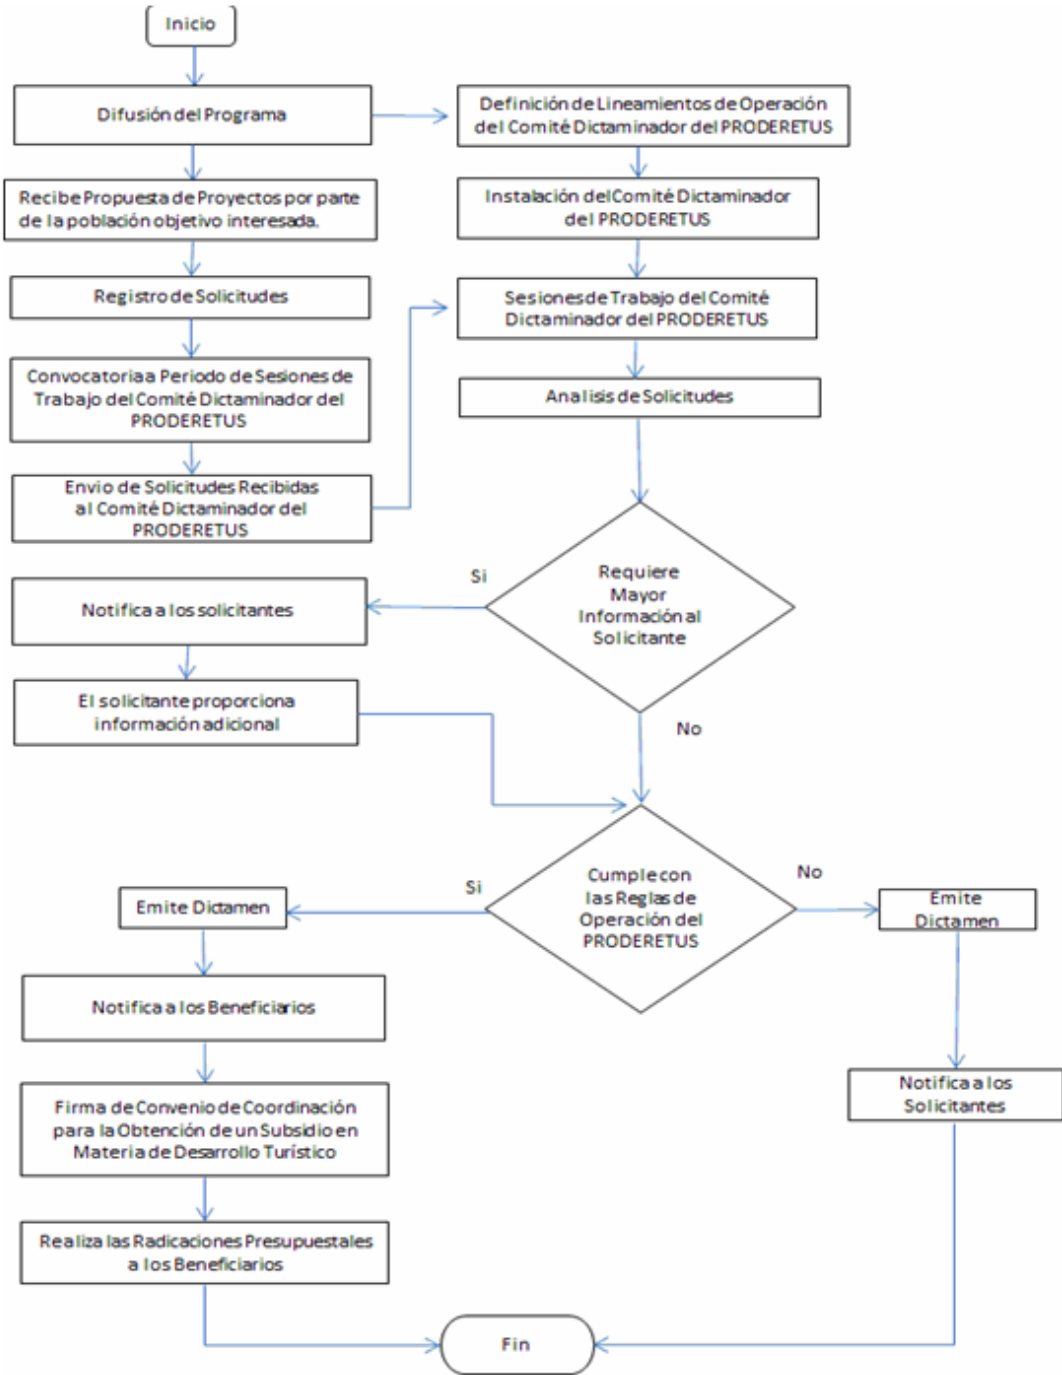 Inicio
Difusión del Programa
Definición de Lineamientos de Operación
del Comité Dictaminador del PRODERETUS
Recibe Propuesta de Proyectos por parte
de la población objetivo interesada.
Instalación del Comité Dictaminador
del PRODERETUS
Registro de Solicitudes
Sesiones de Trabajo del Comité
Dictaminador del PRODERETUS
Convocatoria a Periodo de Sesiones de
Trabajo del Comité Dictaminador del
PRODERETUS
Analisis de Solicitudes
Envio de Solicitudes Recibidas
al Comité Dictaminador del
PRODERETUS
Requiere
Mayor
Información al
Solicitante
Si
Notifica a los solicitantes
El solicitante proporciona
información adicional
No
Cumple con
las Reglas de
Operación del
PRODERETUS
Si
No
Emite Dictamen
Emite
Dictamen
Notifica a los Beneficiarios
Notifica a los
Solicitantes
Firma de Convenio de Coordinación
para la Obtención de un Subsidio en
Materia de Desarrollo Turístico
Realiza las Radicaciones Presupuestales
a los Beneficiarios
Fin